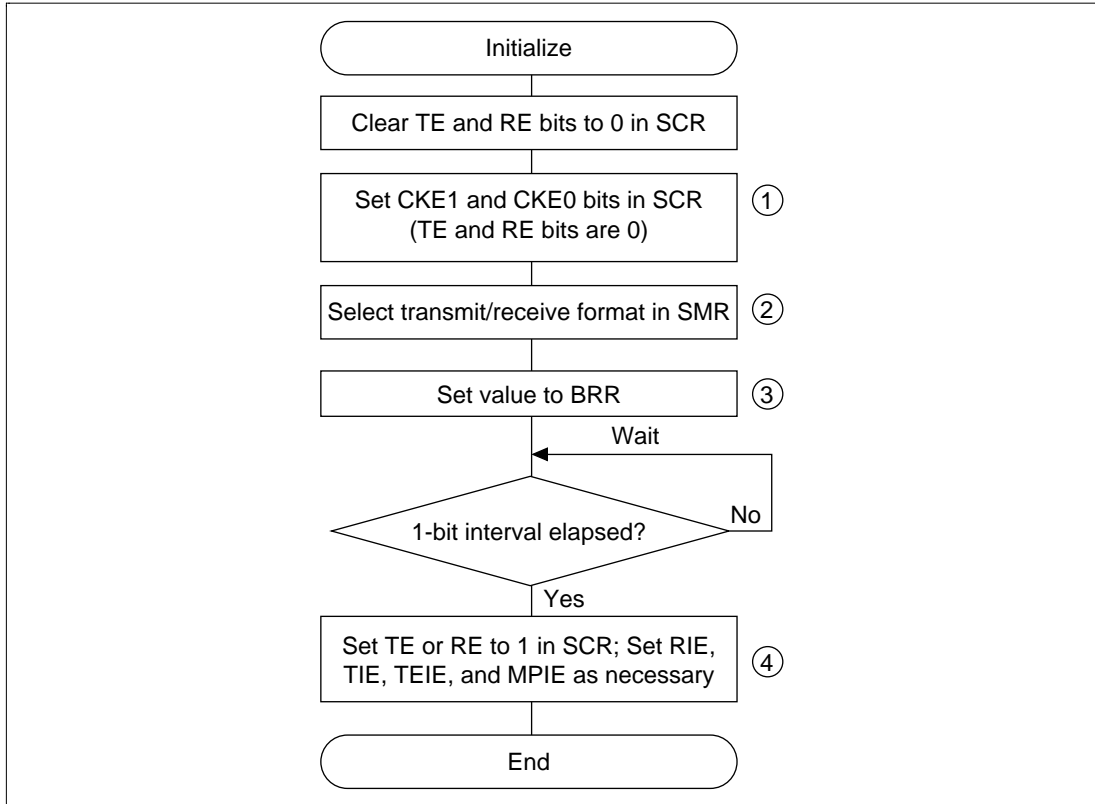 Initialize
Clear TE and RE bits to 0 in SCR
Set CKE1 and CKE0 bits in SCR
(TE and RE bits are 0)
1
Select transmit/receive format in SMR
2
Set value to BRR
3
Wait
1-bit interval elapsed?
No
Yes
Set TE or RE to 1 in SCR; Set RIE,
TIE, TEIE, and MPIE as necessary
4
End